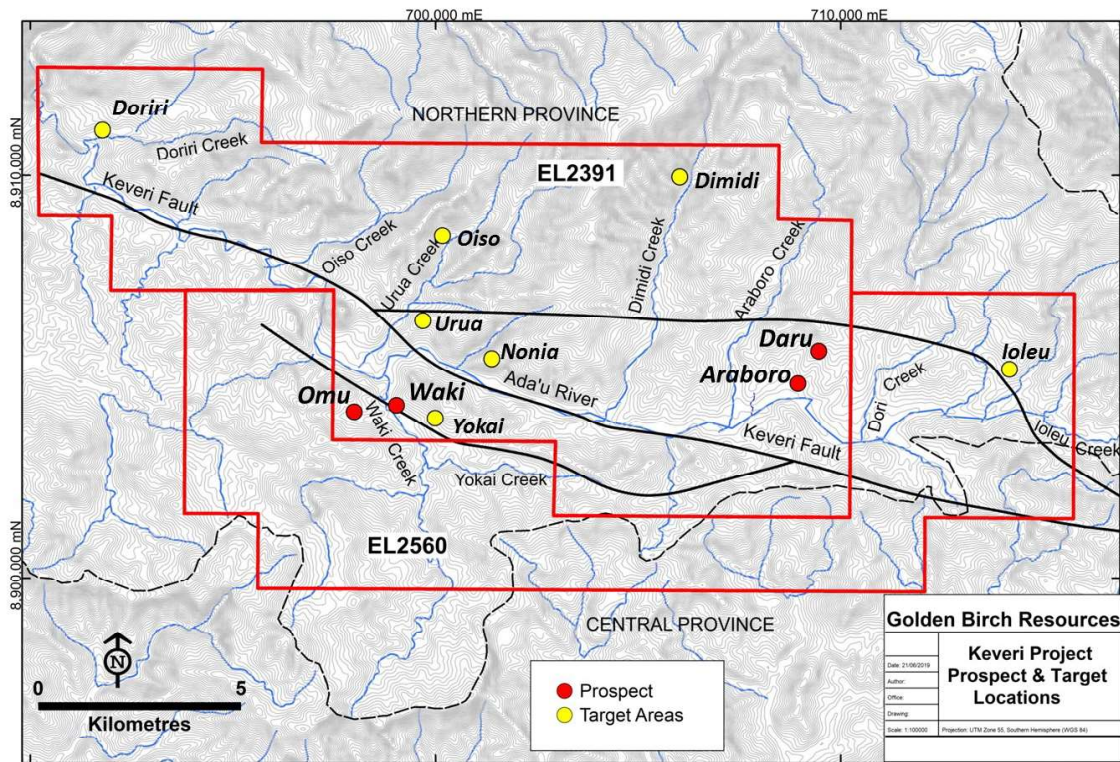 700,000 mE
710,000 mE
Doriri
NORTHERN PROVINCE
Doriri Creek
8,910,000 mN
EL2391
Dimidi
Keveri Fault
Oiso Creek
Urua Creek
Oiso
Dimidi Creek
Araboro Creek
Urua
Nonia
Daru
Ioleu
Ada'u River
Araboro
Dori Creek
Omu
Waki
Waki Creek
Yokai
Keveri Fault
Ioleu Creek
Yokai Creek
EL2560
8,900,000 mN
CENTRAL PROVINCE
N
0
5
Kilometres
Prospect
Target Areas
Golden Birch Resources
Keveri Project
Prospect & Target
Locations
Date: 21/06/2019
Author:
Office:
Drawing:
Scale: 1:100000
Projection: UTM Zone 55, Southern Hemisphere (WGS 84)